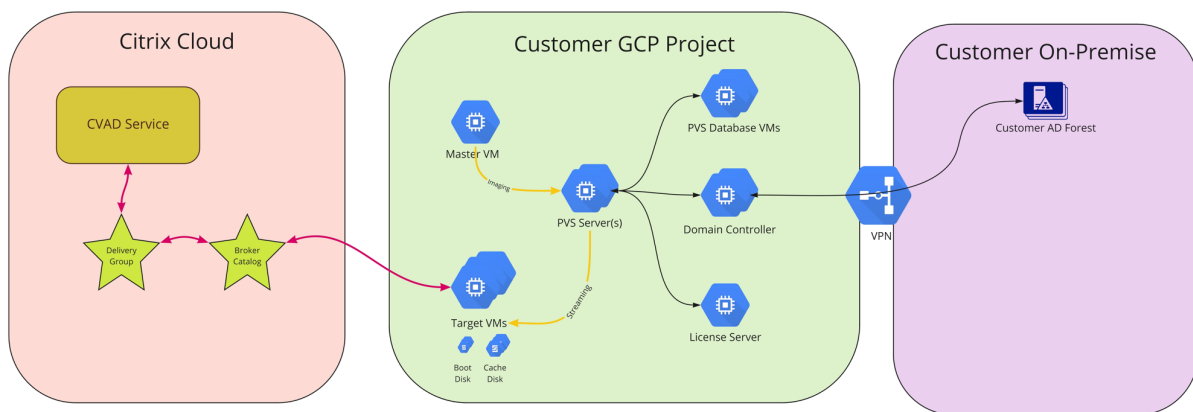 Citrix Cloud
CVAD Service
Delivery
Group
Broker
Catalog
Customer GCP Project
Master VM
Imaging
PVS Server(s)
Streaming
Target VMs
Boot
Disk
Cache
Disk
PVS Database VMs
Domain Controller
License Server
VPN
Customer On-Premise
Customer AD Forest